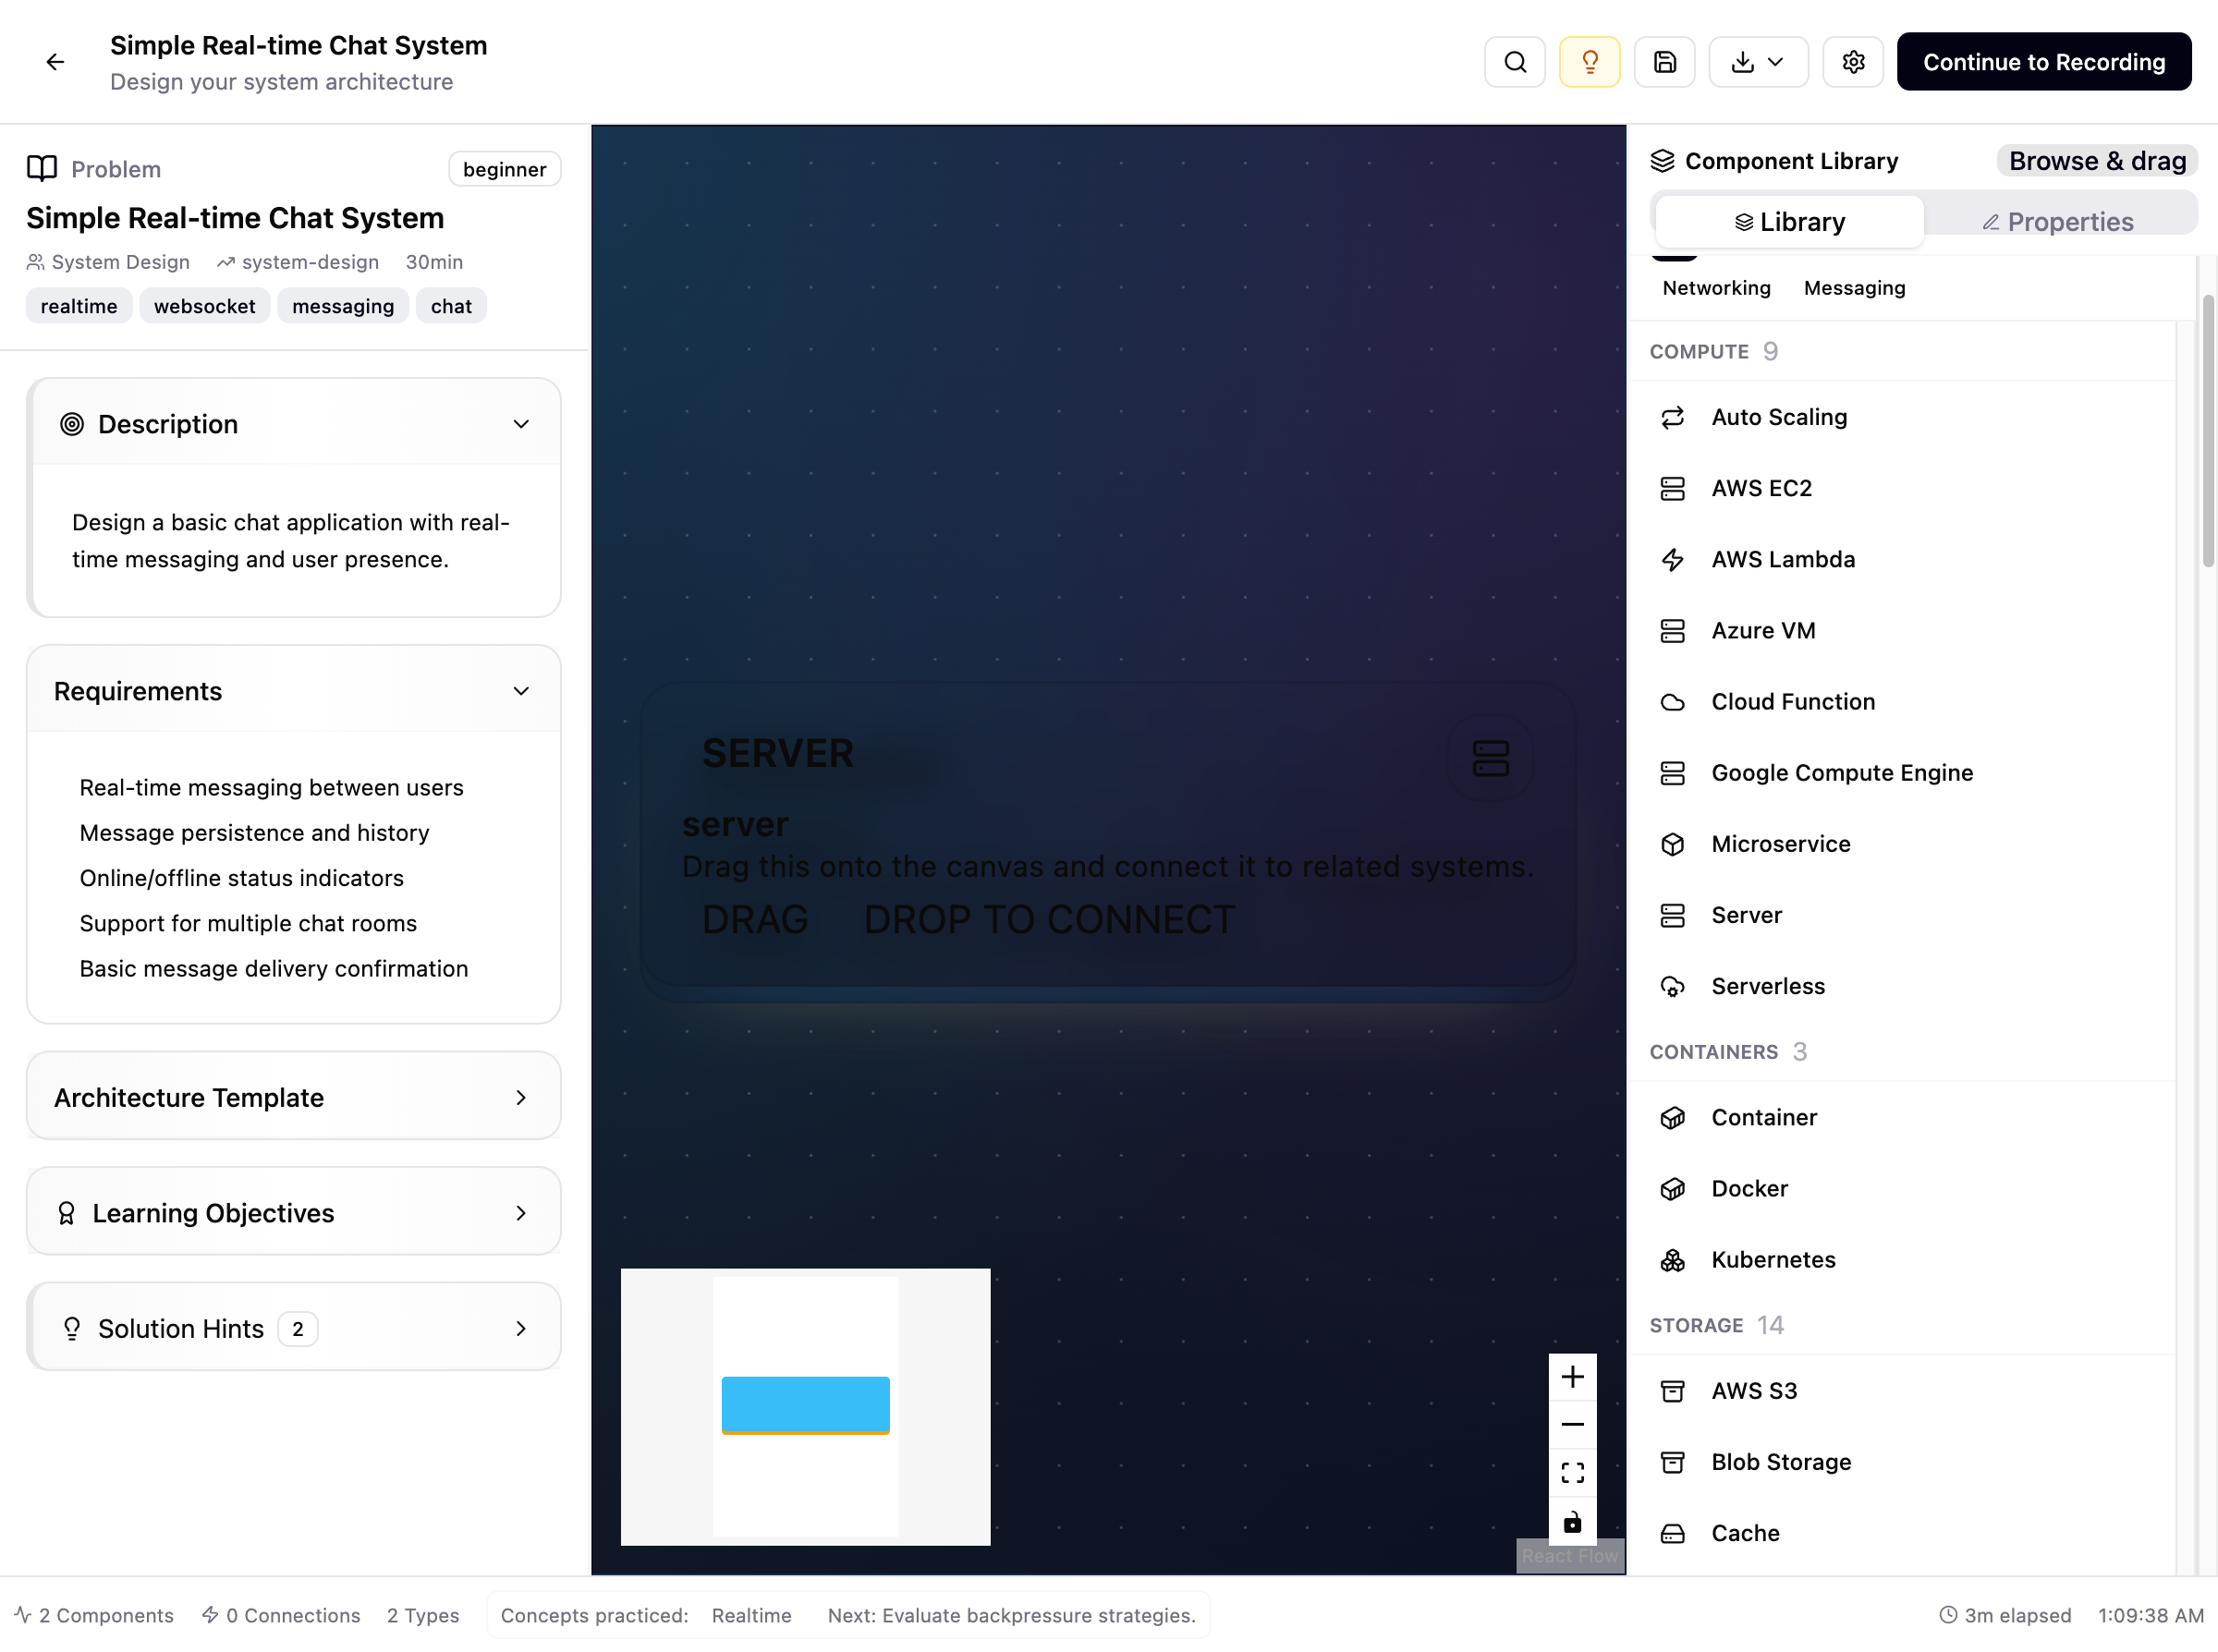 Simple Real-time Chat System
Design your system architecture
Continue to Recording
Problem
beginner
Simple Real-time Chat System
System Design system-design 30min
realtime websocket messaging chat
Description
Design a basic chat application with real-
time messaging and user presence.
Requirements
Real-time messaging between users
Message persistence and history
Online/offline status indicators
Support for multiple chat rooms
Basic message delivery confirmation
Architecture Template
Learning Objectives
Solution Hints 2
SERVER
server
Drag this onto the canvas and connect it to related systems.
DRAG DROP TO CONNECT
React Flow
Component Library
Browse & drag
Library
Properties
Networking Messaging
COMPUTE 9
Auto Scaling
AWS EC2
AWS Lambda
Azure VM
Cloud Function
Google Compute Engine
Microservice
Server
Serverless
CONTAINERS 3
Container
Docker
Kubernetes
STORAGE 14
AWS S3
Blob Storage
Cache
2 Components 0 Connections 2 Types Concepts practiced: Realtime Next: Evaluate backpressure strategies. 3m elapsed 1:09:38 AM